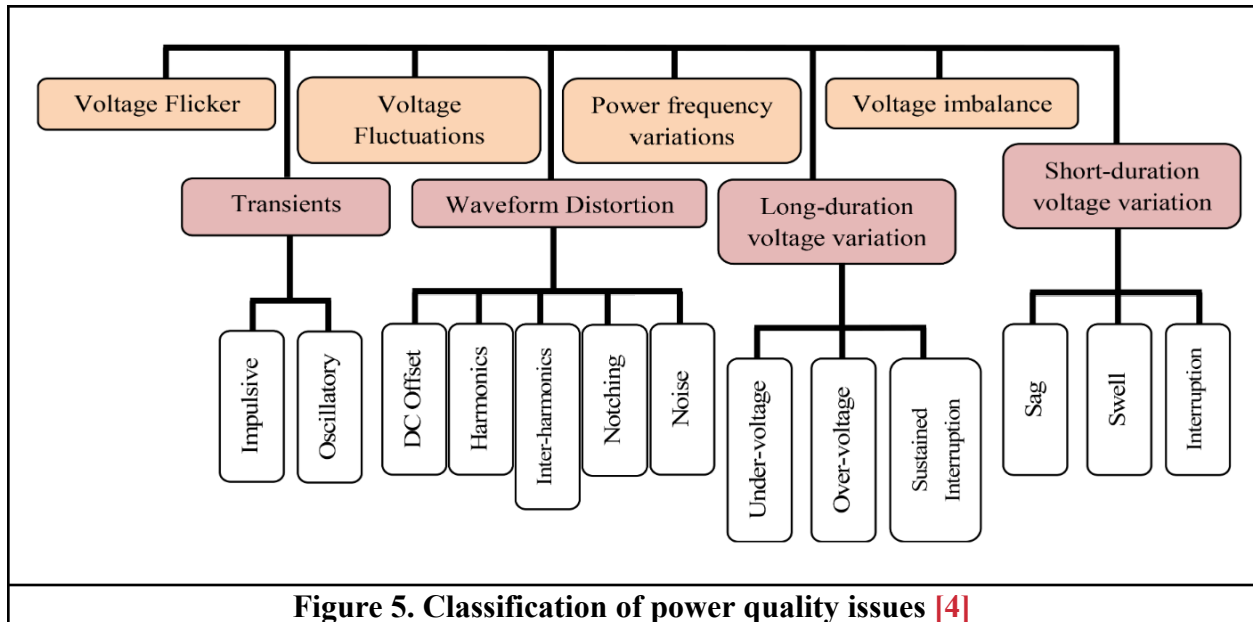 Voltage Flicker
Voltage
Fluctuations
Power frequency
variations
Voltage imbalance
Transients
Waveform Distortion
Long-duration
voltage variation
Short-duration
voltage variation
Impulsive
Oscillatory
DC Offset
Harmonics
Inter-harmonics
Notching
Noise
Under-voltage
Over-voltage
Sustained
Interruption
Sag
Swell
Interruption
Figure 5. Classification of power quality issues [4]